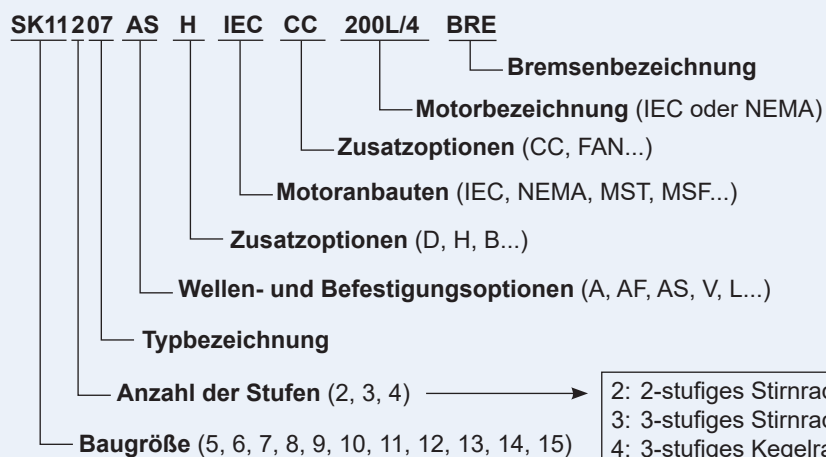 SK11207 AS H IEC CC 200L/4 BRE
Bremsenbezeichnung
Motorbezeichnung (IEC oder NEMA)
Zusatzoptionen (CC, FAN...)
Motoranbauten (IEC, NEMA, MST, MSF...)
Zusatzoptionen (D, H, B...)
Wellen- und Befestigungsoptionen (A, AF, AS, V, L...)
Typbezeichnung
Anzahl der Stufen (2, 3, 4)
2: 2-stufiges
3: 3-stufiges
4: 3-stufiges
Baugröße (5, 6, 7, 8, 9, 10, 11, 12, 13, 14, 15)